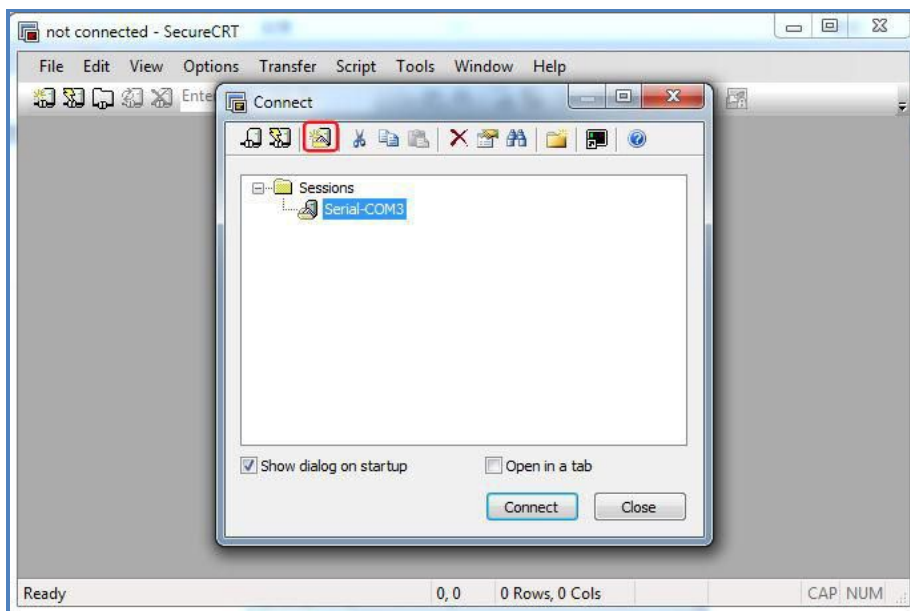 not connected - SecureCRT
File Edit View Options Transfer Script Tools Window Help
Ente
Connect
Sessions
Serial-COM3
Show dialog on startup
Open in a tab
Connect
Close
Ready
0, 0
0 Rows, 0 Cols
CAP NUM